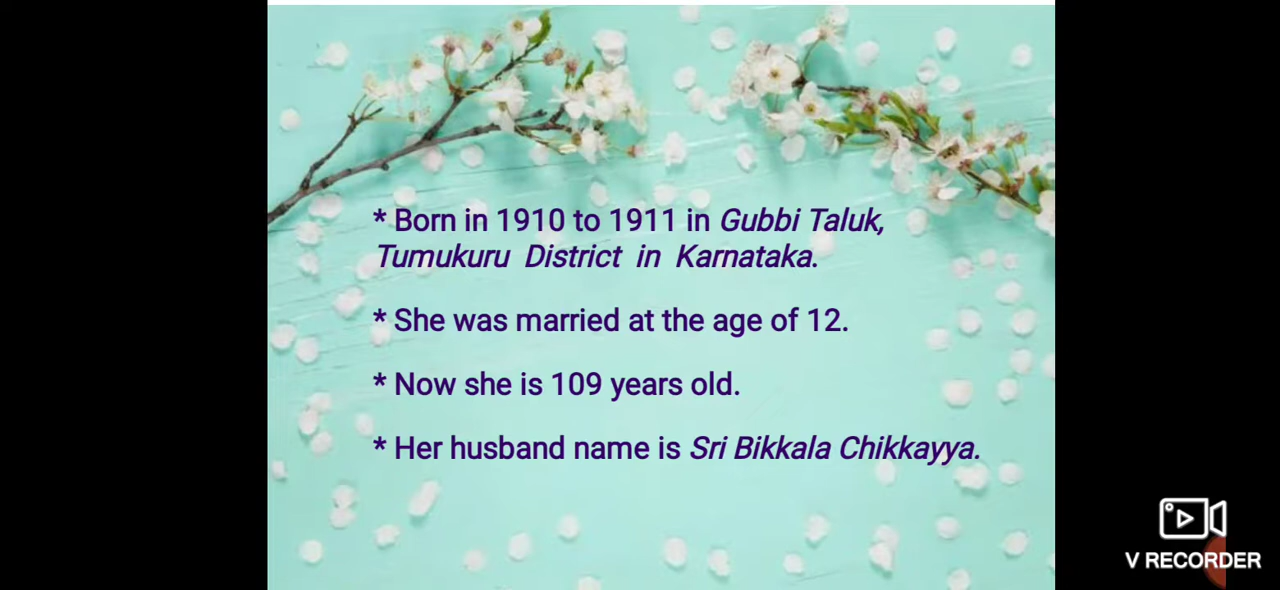 * Born in 1910 to 1911 in Gubbi Taluk,
Tumukuru District in Karnataka.
* She was married at the age of 12.
* Now she is 109 years old.
* Her husband name is Sri Bikkala Chikkayya.
V RECORDER